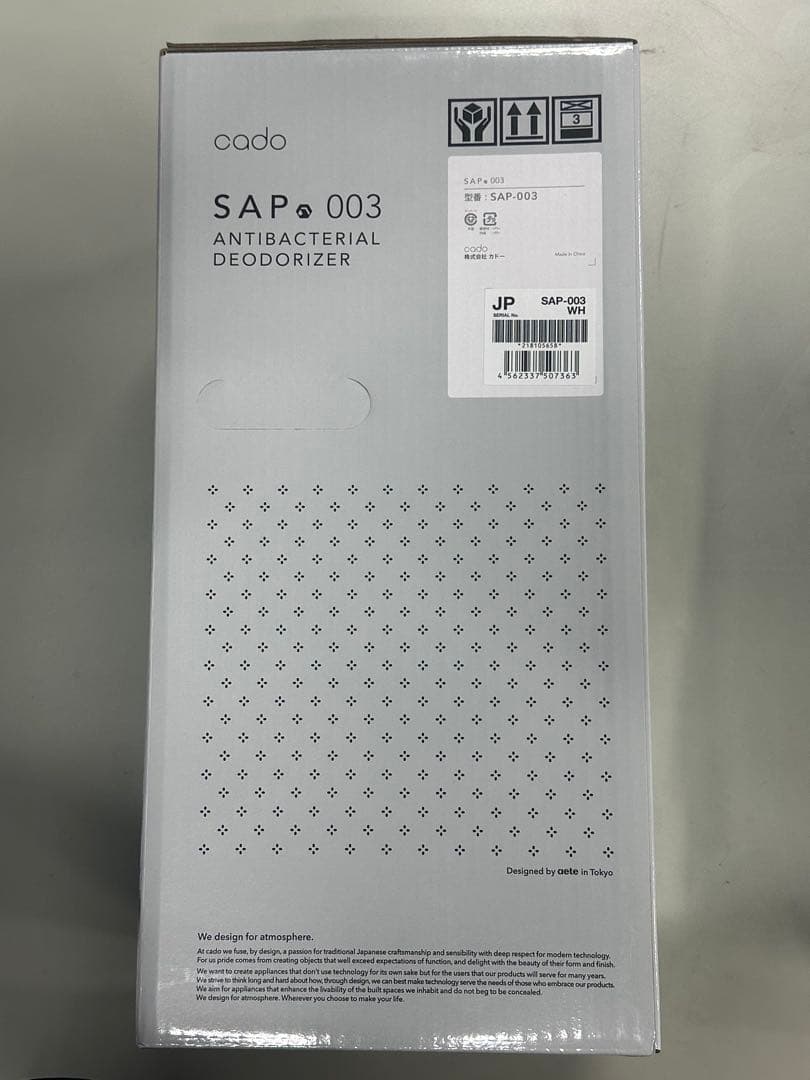 cado
SAP 003
ANTIBACTERIAL
DEODORIZER
3
SAP 003
型番 : SAP-003
cado
株式会社 カドー
Made in China
JP
SAP-003
WH
SERIAL No.
*218105658*
4 562337 507363
Designed by aete in Tokyo
We design for atmosphere.
At cado we fuse, by design, a passion for traditional Japanese craftsmanship and sensibility with deep respect for modern technology.
For us pride comes from creating objects that well exceed expectations of function, and delight with the beauty of their form and finish.
We want to create appliances that don't use technology for its own sake but for the users that our products will serve for many years.
We strive to think long and hard about how, through design, we can best make technology serve the needs of those who embrace our products.
We aim for appliances that enhance the livability of the built spaces we inhabit and do not beg to be concealed.
We design for atmosphere. Wherever you choose to make your life.